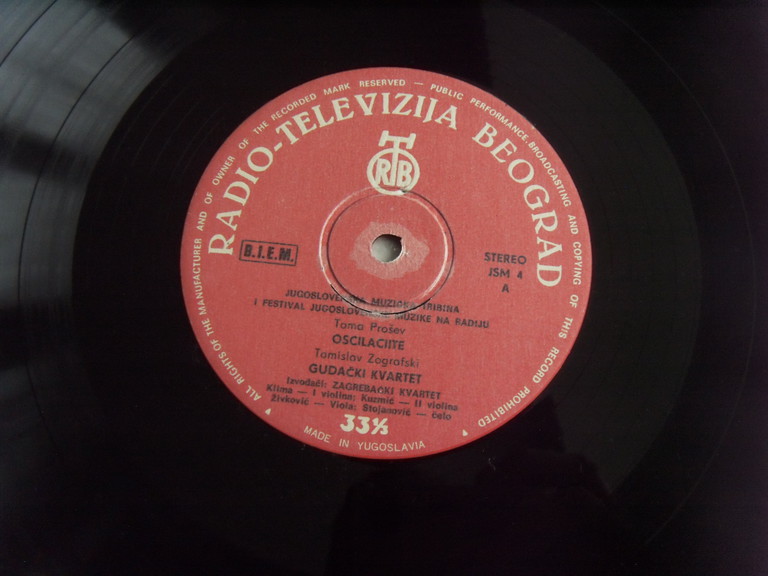 ALL RIGHTS OF THE MANUFACTURER AND OF OWNER OF THE RECORDED MARK RESERVED — PUBLIC PERFORMANCE. BROADCASTING AND COPYING OF THIS RECORD PROHIBITED
RADIO-TELEVIZIJA BEOGRAD
RTB
B.I.E.M.
STEREO
JSM 4
A
JUGOSLOVENSKA MUZIČKA TRIBINA
I FESTIVAL JUGOSLOVENSKE MUZIKE NA RADIJU
Toma Prošev
OSCILACIITE
Tomislav Zografski
GUDAČKI KVARTET
Izvođači: ZAGREBAČKI KVARTET
Klima — I violina; Kuzmić — II violina
Živković — Viola; Stojanović — čelo
33⅓
MADE IN YUGOSLAVIA